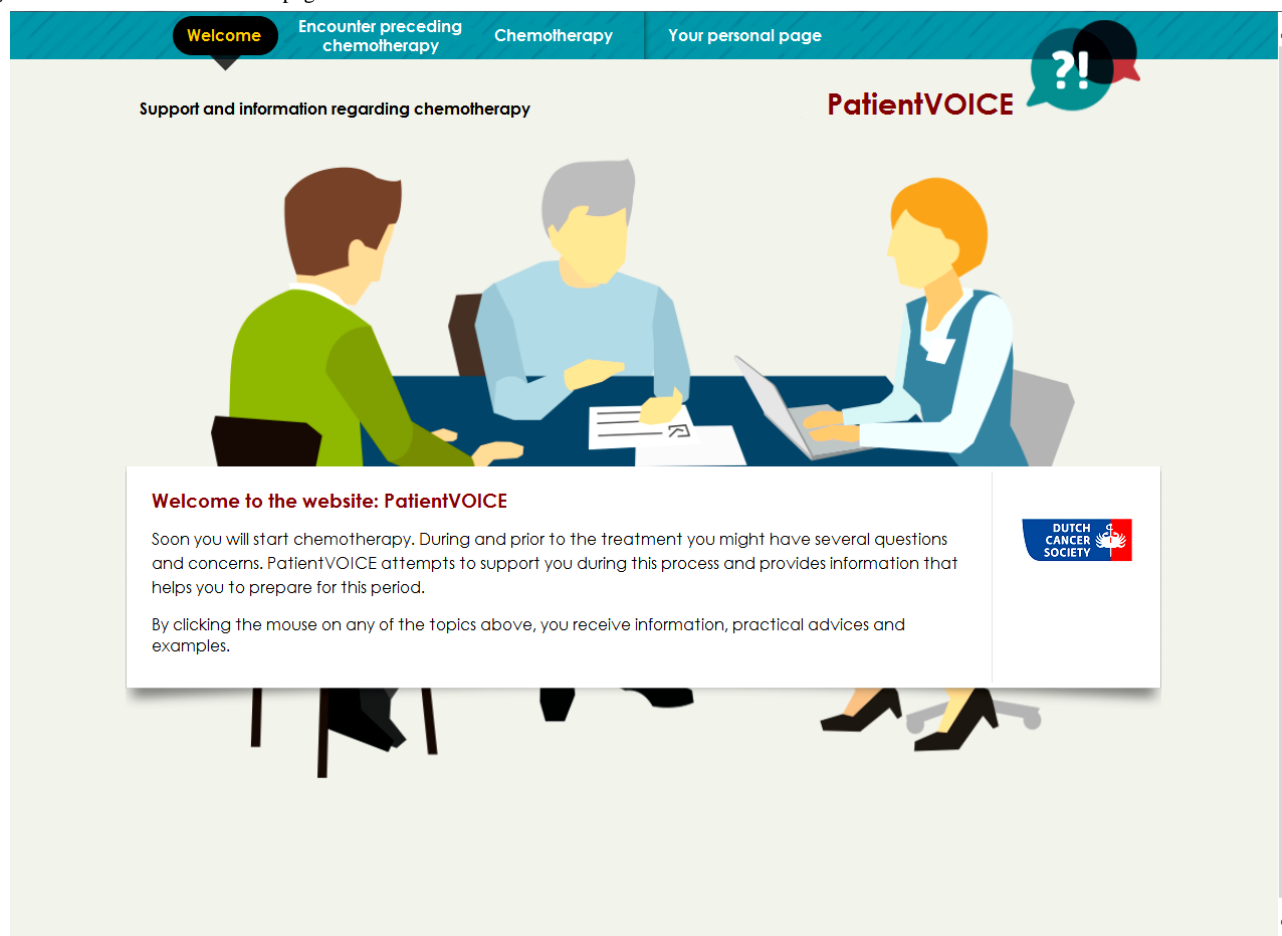 Welcome
Encounter preceding
chemotherapy
Chemotherapy
Your personal page
?!
Support and information regarding chemotherapy
PatientVOICE
Welcome to the website: PatientVOICE
Soon you will start chemotherapy. During and prior to the treatment you might have several questions
and concerns. PatientVOICE attempts to support you during this process and provides information that
helps you to prepare for this period.
By clicking the mouse on any of the topics above, you receive information, practical advices and
examples.
DUTCH
CANCER
SOCIETY